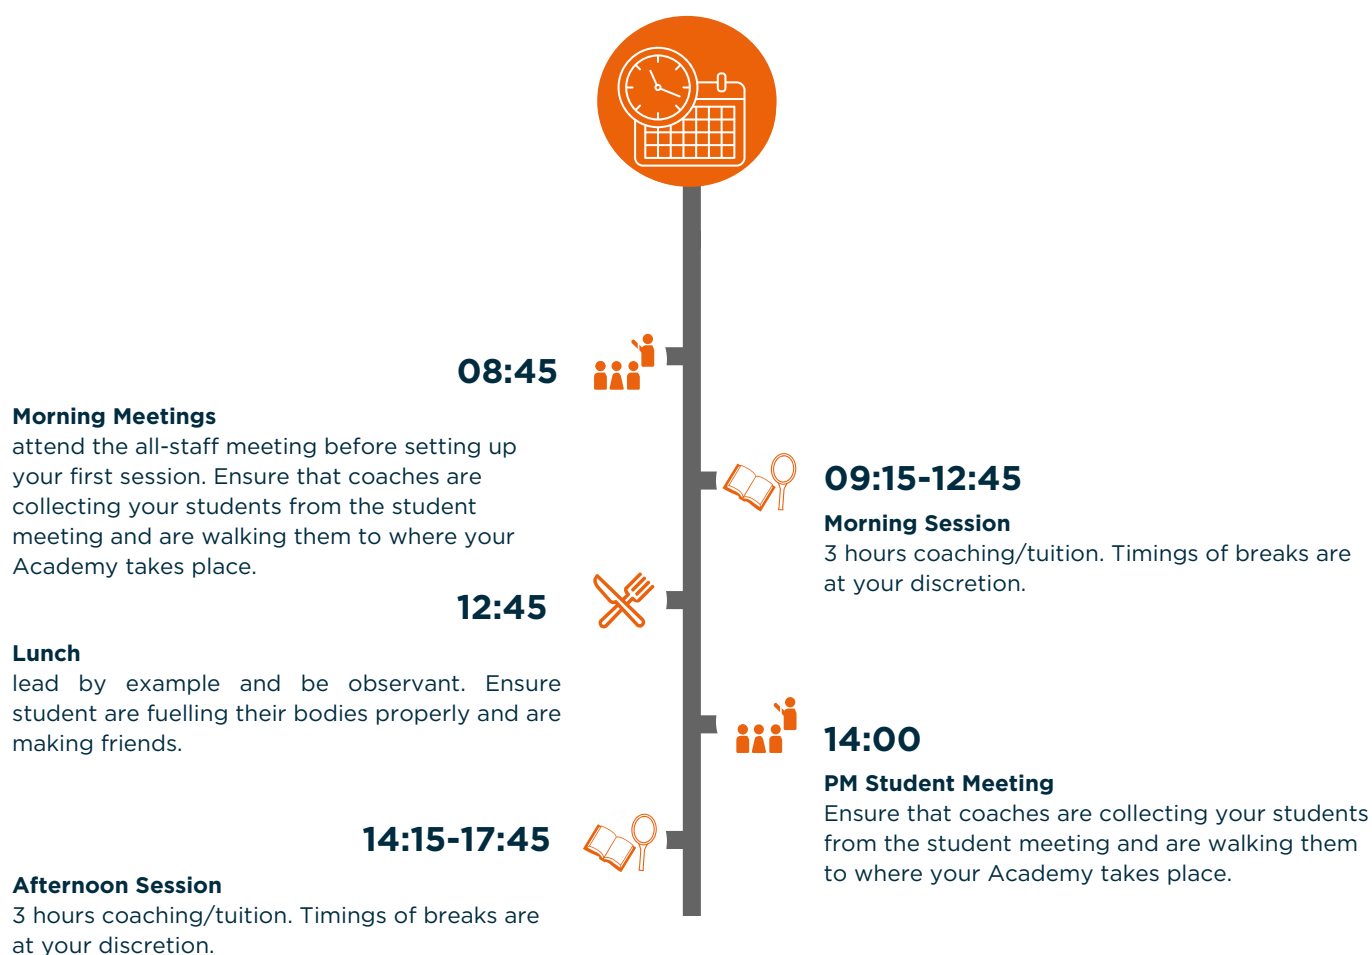 08:45
Morning Meetings
attend the all-staff meeting before setting up
your first session. Ensure that coaches are
collecting your students from the student
meeting and are walking them to where your
Academy takes place.
09:15-12:45
Morning Session
3 hours coaching/tuition. Timings of breaks are
at your discretion.
12:45
Lunch
lead by example and be observant. Ensure
student are fuelling their bodies properly and are
making friends.
14:00
PM Student Meeting
Ensure that coaches are collecting your students
from the student meeting and are walking them
to where your Academy takes place.
14:15-17:45
Afternoon Session
3 hours coaching/tuition. Timings of breaks are
at your discretion.